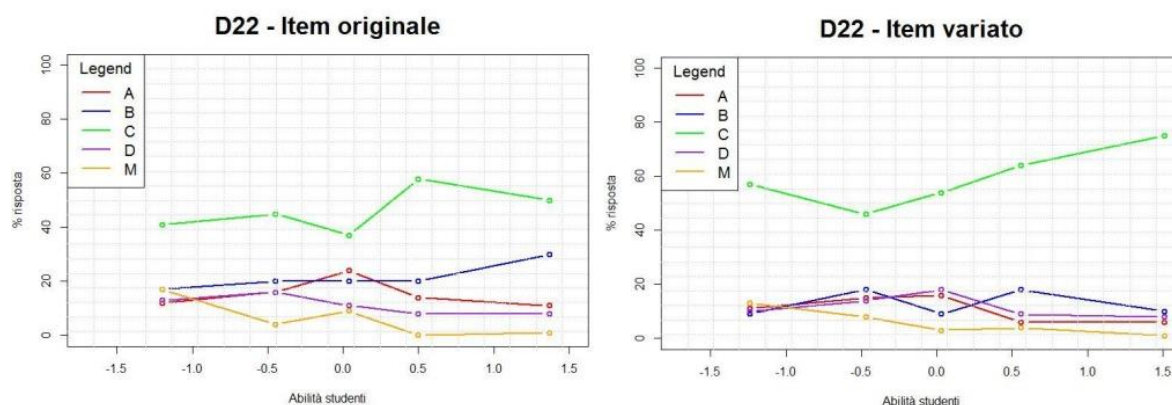 D22 - Item originale
Legend
A
B
C
D
M
% risposta
100
80
60
40
20
0
-1.5 -1.0 -0.5 0.0 0.5 1.0 1.5
Abilità studenti
D22 - Item variato
Legend
A
B
C
D
M
% risposta
100
80
60
40
20
0
-1.5 -1.0 -0.5 0.0 0.5 1.0 1.5
Abilità studenti